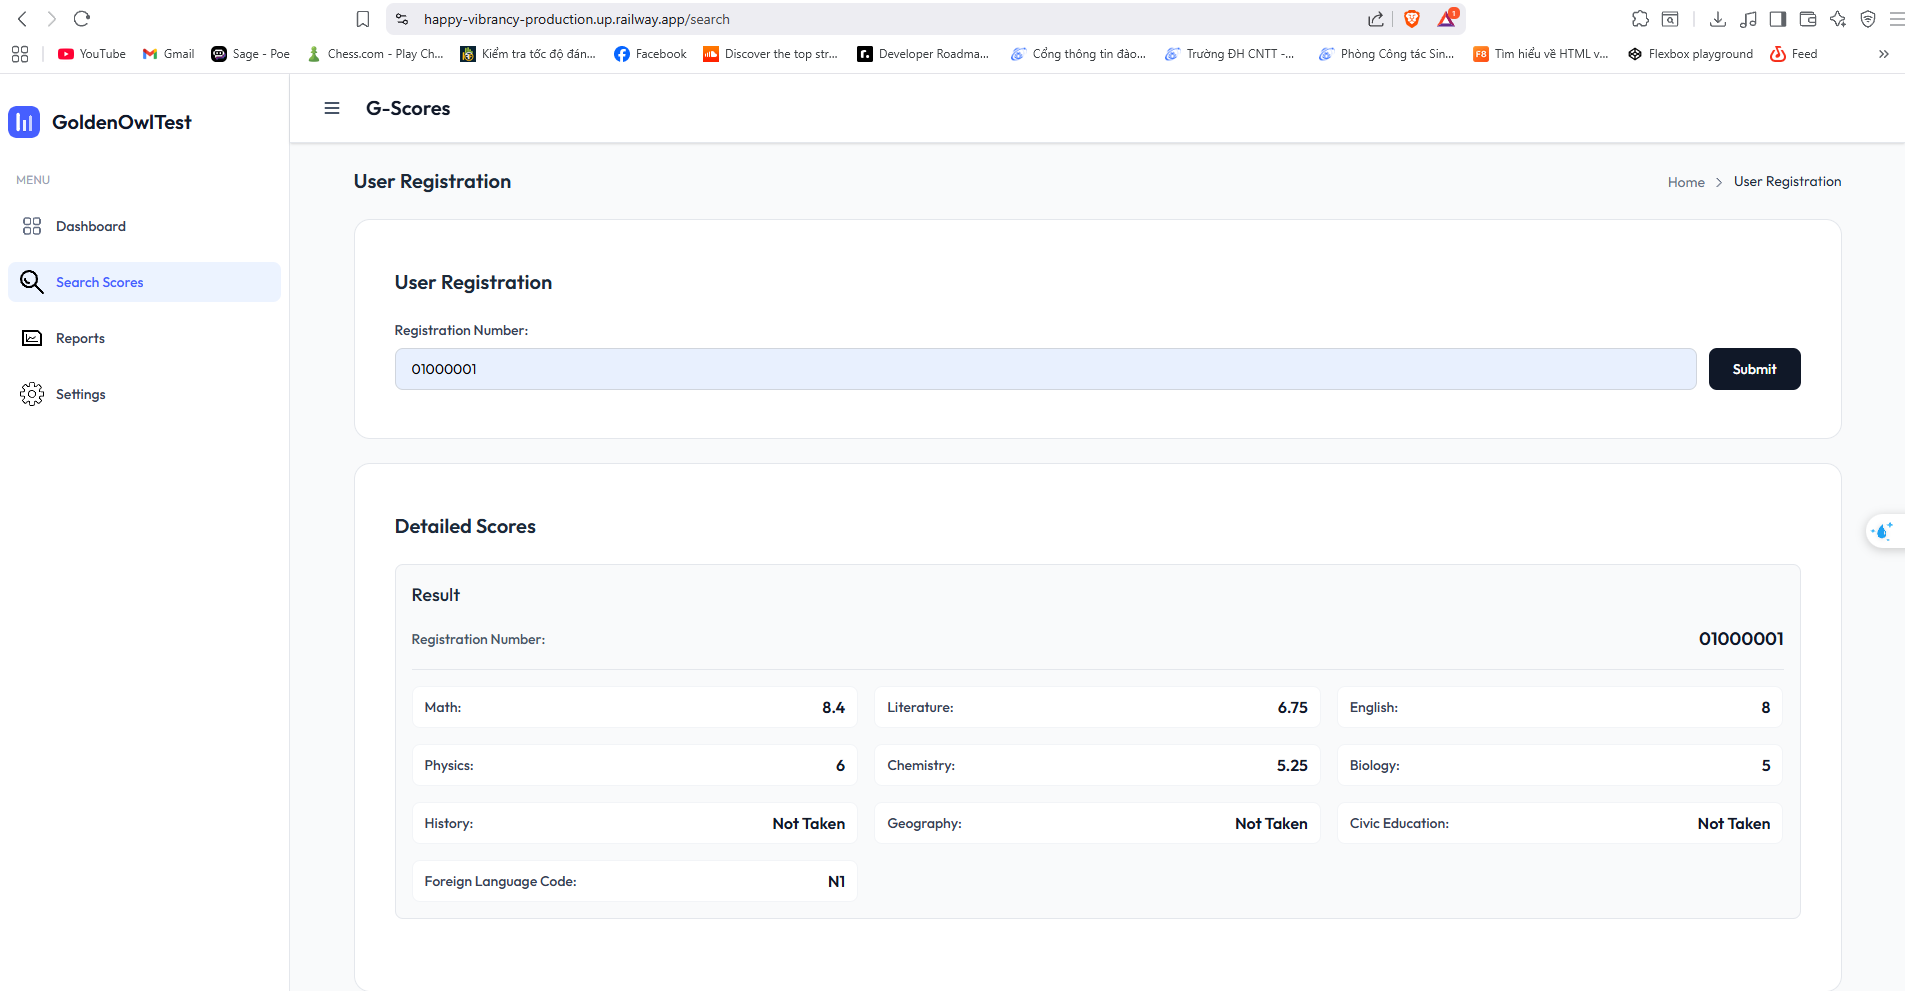 happy-vibrancy-production.up.railway.app/search
1
YouTube
Gmail
Sage - Poe
Chess.com - Play Ch...
Kiểm tra tốc độ đán...
Facebook
Discover the top str...
Developer Roadma...
Cổng thông tin đào...
Trường ĐH CNTT -...
Phòng Công tác Sin...
F8 Tìm hiểu về HTML v...
Flexbox playground
Feed
»
GoldenOwlTest
G-Scores
MENU
Dashboard
Search Scores
Reports
Settings
User Registration
Home > User Registration
User Registration
Registration Number:
01000001
Submit
Detailed Scores
Result
Registration Number:
01000001
Math: 8.4
Literature: 6.75
English: 8
Physics: 6
Chemistry: 5.25
Biology: 5
History: Not Taken
Geography: Not Taken
Civic Education: Not Taken
Foreign Language Code: N1